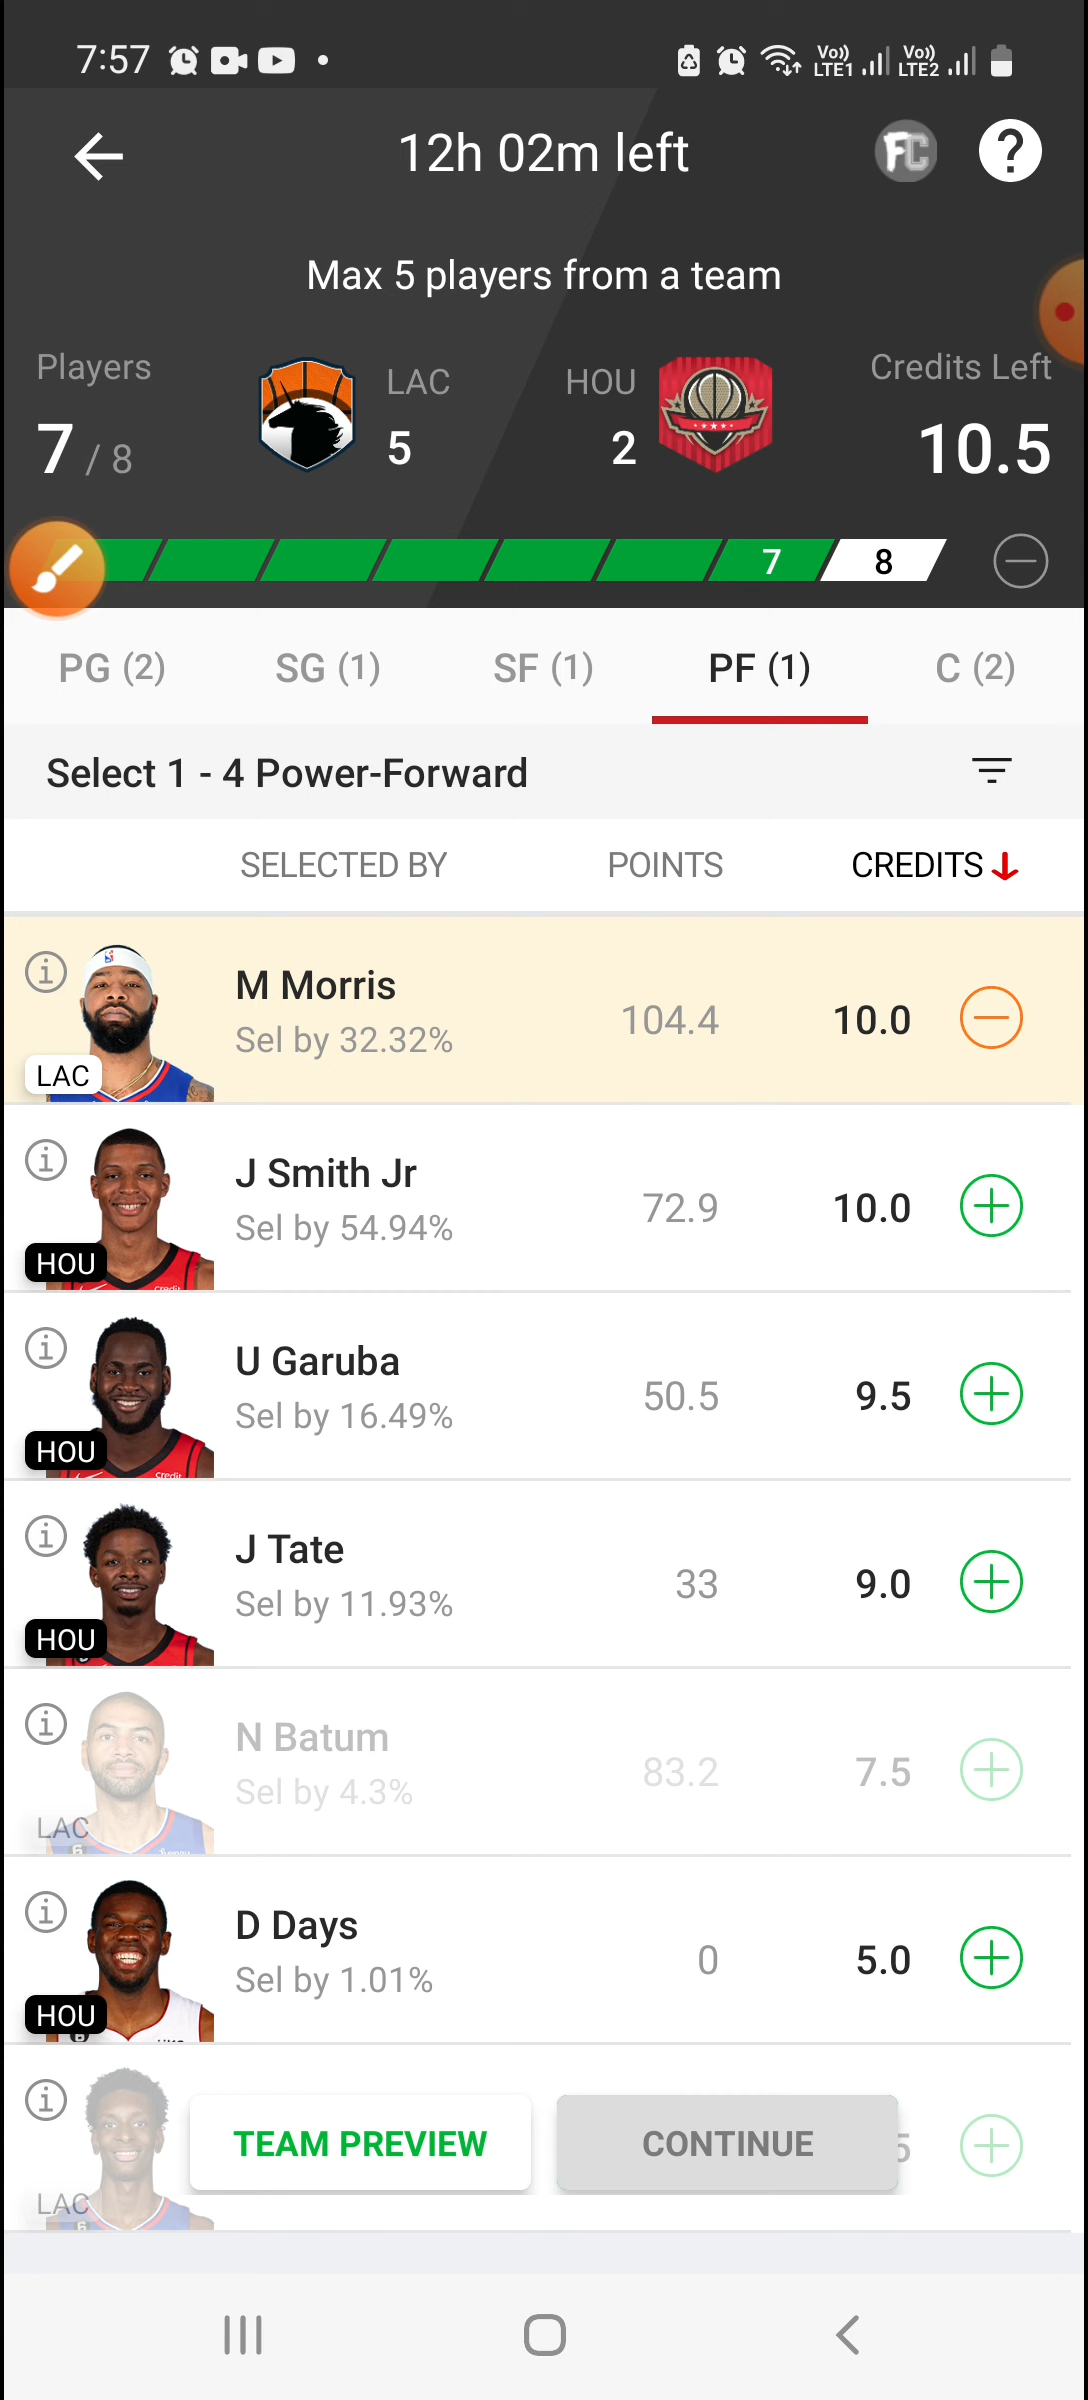 7:57
Vo)) LTE1 Vo)) LTE2
12h 02m left
FC ?
Max 5 players from a team
Players LAC HOU Credits Left
7 / 8 5 2 10.5
7 8
PG (2) SG (1) SF (1) PF (1) C (2)
Select 1 - 4 Power-Forward
SELECTED BY POINTS CREDITS
M Morris
Sel by 32.32% 104.4 10.0
LAC
J Smith Jr
Sel by 54.94% 72.9 10.0
HOU
U Garuba
Sel by 16.49% 50.5 9.5
HOU
J Tate
Sel by 11.93% 33 9.0
HOU
N Batum
Sel by 4.3% 83.2 7.5
LAC
D Days
Sel by 1.01% 0 5.0
HOU
TEAM PREVIEW CONTINUE
LAC